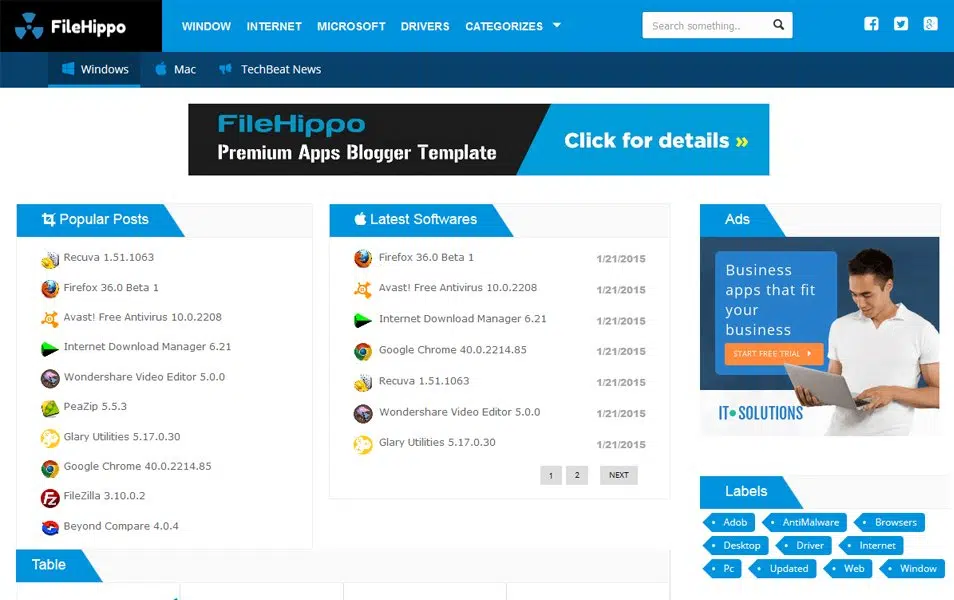 FileHippo
WINDOW INTERNET MICROSOFT DRIVERS CATEGORIZES
Search something..
Windows Mac TechBeat News
FileHippo
Premium Apps Blogger Template
Click for details »
Popular Posts
Recuva 1.51.1063
Firefox 36.0 Beta 1
Avast! Free Antivirus 10.0.2208
Internet Download Manager 6.21
Wondershare Video Editor 5.0.0
PeaZip 5.5.3
Glary Utilities 5.17.0.30
Google Chrome 40.0.2214.85
FileZilla 3.10.0.2
Beyond Compare 4.0.4
Latest Softwares
Firefox 36.0 Beta 1 1/21/2015
Avast! Free Antivirus 10.0.2208 1/21/2015
Internet Download Manager 6.21 1/21/2015
Google Chrome 40.0.2214.85 1/21/2015
Recuva 1.51.1063 1/21/2015
Wondershare Video Editor 5.0.0 1/21/2015
Glary Utilities 5.17.0.30 1/21/2015
1 2 NEXT
Ads
Business
apps that fit
your
business
START FREE TRIAL
IT•SOLUTIONS
Labels
Adob AntiMalware Browsers
Desktop Driver Internet
Pc Updated Web Window
Table